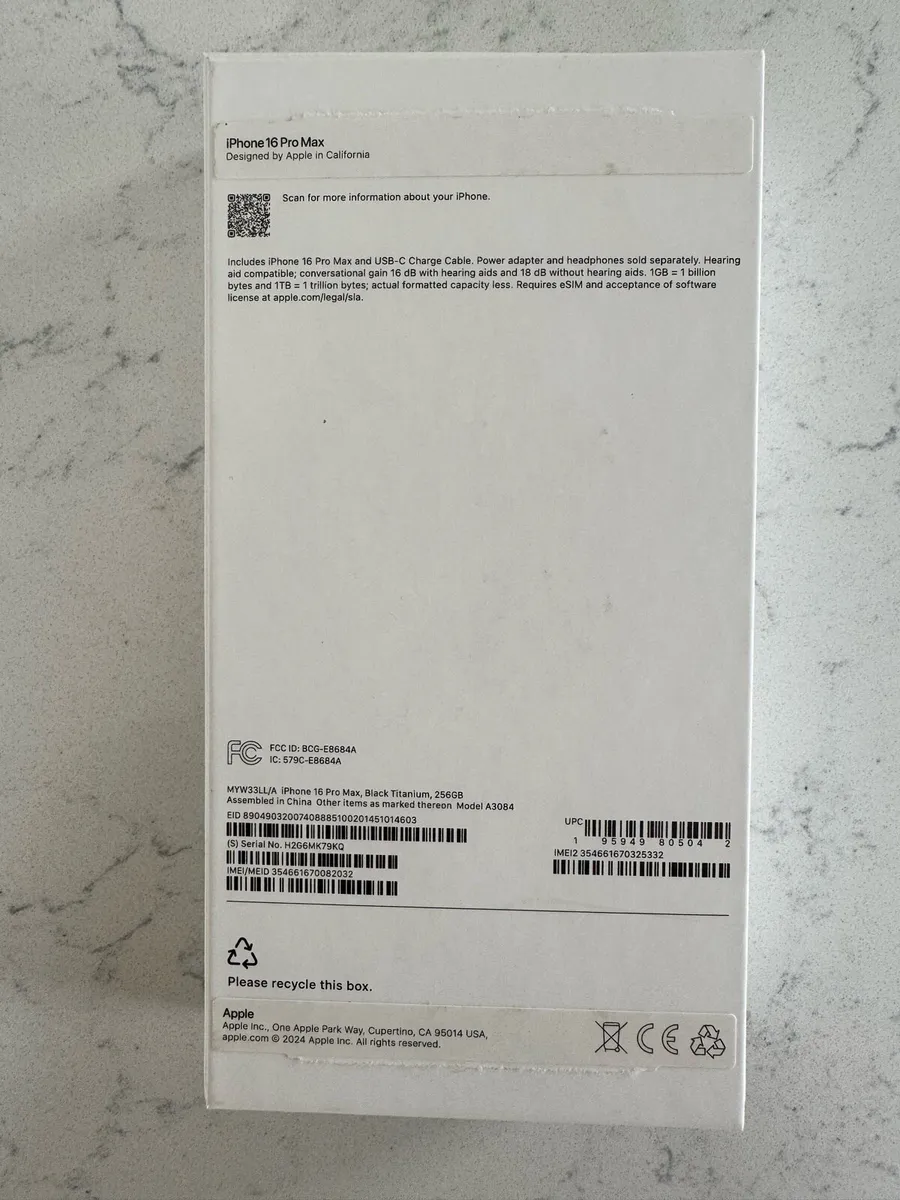 iPhone 16 Pro Max
Designed by Apple in California
Scan for more information about your iPhone.
Includes iPhone 16 Pro Max and USB-C Charge Cable. Power adapter and headphones sold separately. Hearing
aid compatible; conversational gain 16 dB with hearing aids and 18 dB without hearing aids. 1GB = 1 billion
bytes and 1TB = 1 trillion bytes; actual formatted capacity less. Requires eSIM and acceptance of software
license at apple.com/legal/sla.
FC FCC ID: BCG-E8684A
IC: 579C-E8684A
MYW33LL/A iPhone 16 Pro Max, Black Titanium, 256GB
Assembled in China Other items as marked thereon Model A3084
EID 89049032007408885100201451014603
(S) Serial No. H2G6MK79KQ
IMEI/MEID 354661670082032
UPC
1 95949 80504 2
IMEI2 354661670325332
Please recycle this box.
Apple
Apple Inc., One Apple Park Way, Cupertino, CA 95014 USA,
apple.com © 2024 Apple Inc. All rights reserved.
CE